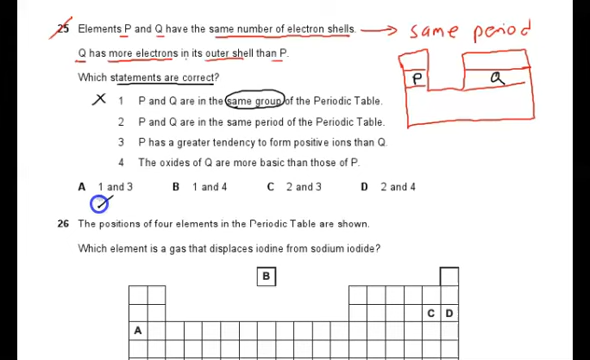 25 Elements P and Q have the same number of electron shells. → same period
Q has more electrons in its outer shell than P.
Which statements are correct?
P Q
X 1 P and Q are in the same group of the Periodic Table.
2 P and Q are in the same period of the Periodic Table.
3 P has a greater tendency to form positive ions than Q.
4 The oxides of Q are more basic than those of P.
A 1 and 3 B 1 and 4 C 2 and 3 D 2 and 4
26 The positions of four elements in the Periodic Table are shown.
Which element is a gas that displaces iodine from sodium iodide?
B
C D
A